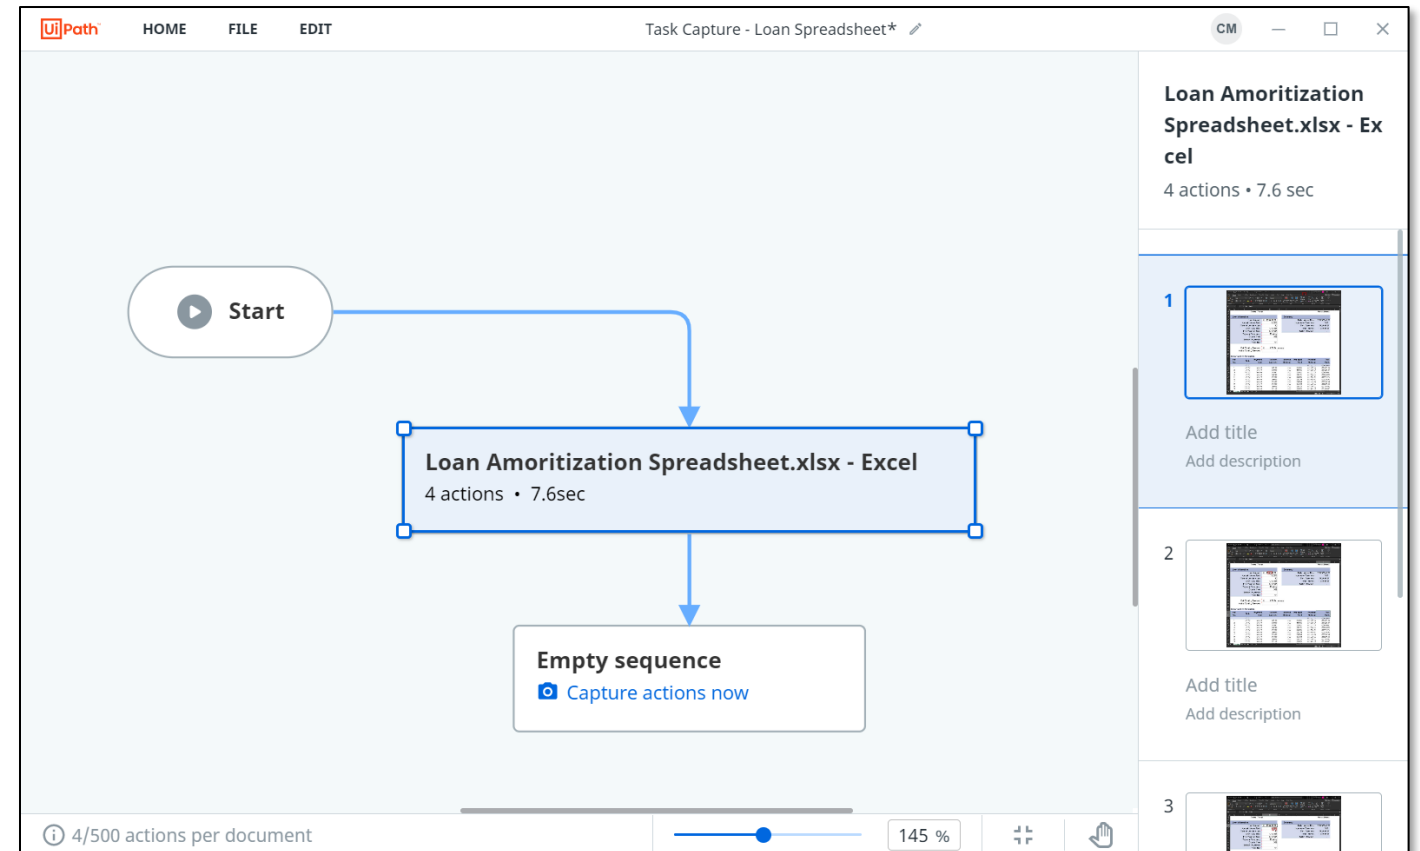 UiPath
HOME FILE EDIT
Task Capture - Loan Spreadsheet*
CM
Loan Amoritization
Spreadsheet.xlsx - Ex
cel
4 actions • 7.6 sec
Start
Loan Amoritization Spreadsheet.xlsx - Excel
4 actions • 7.6sec
Empty sequence
Capture actions now
1
Add title
Add description
2
Add title
Add description
3
4/500 actions per document
145 %